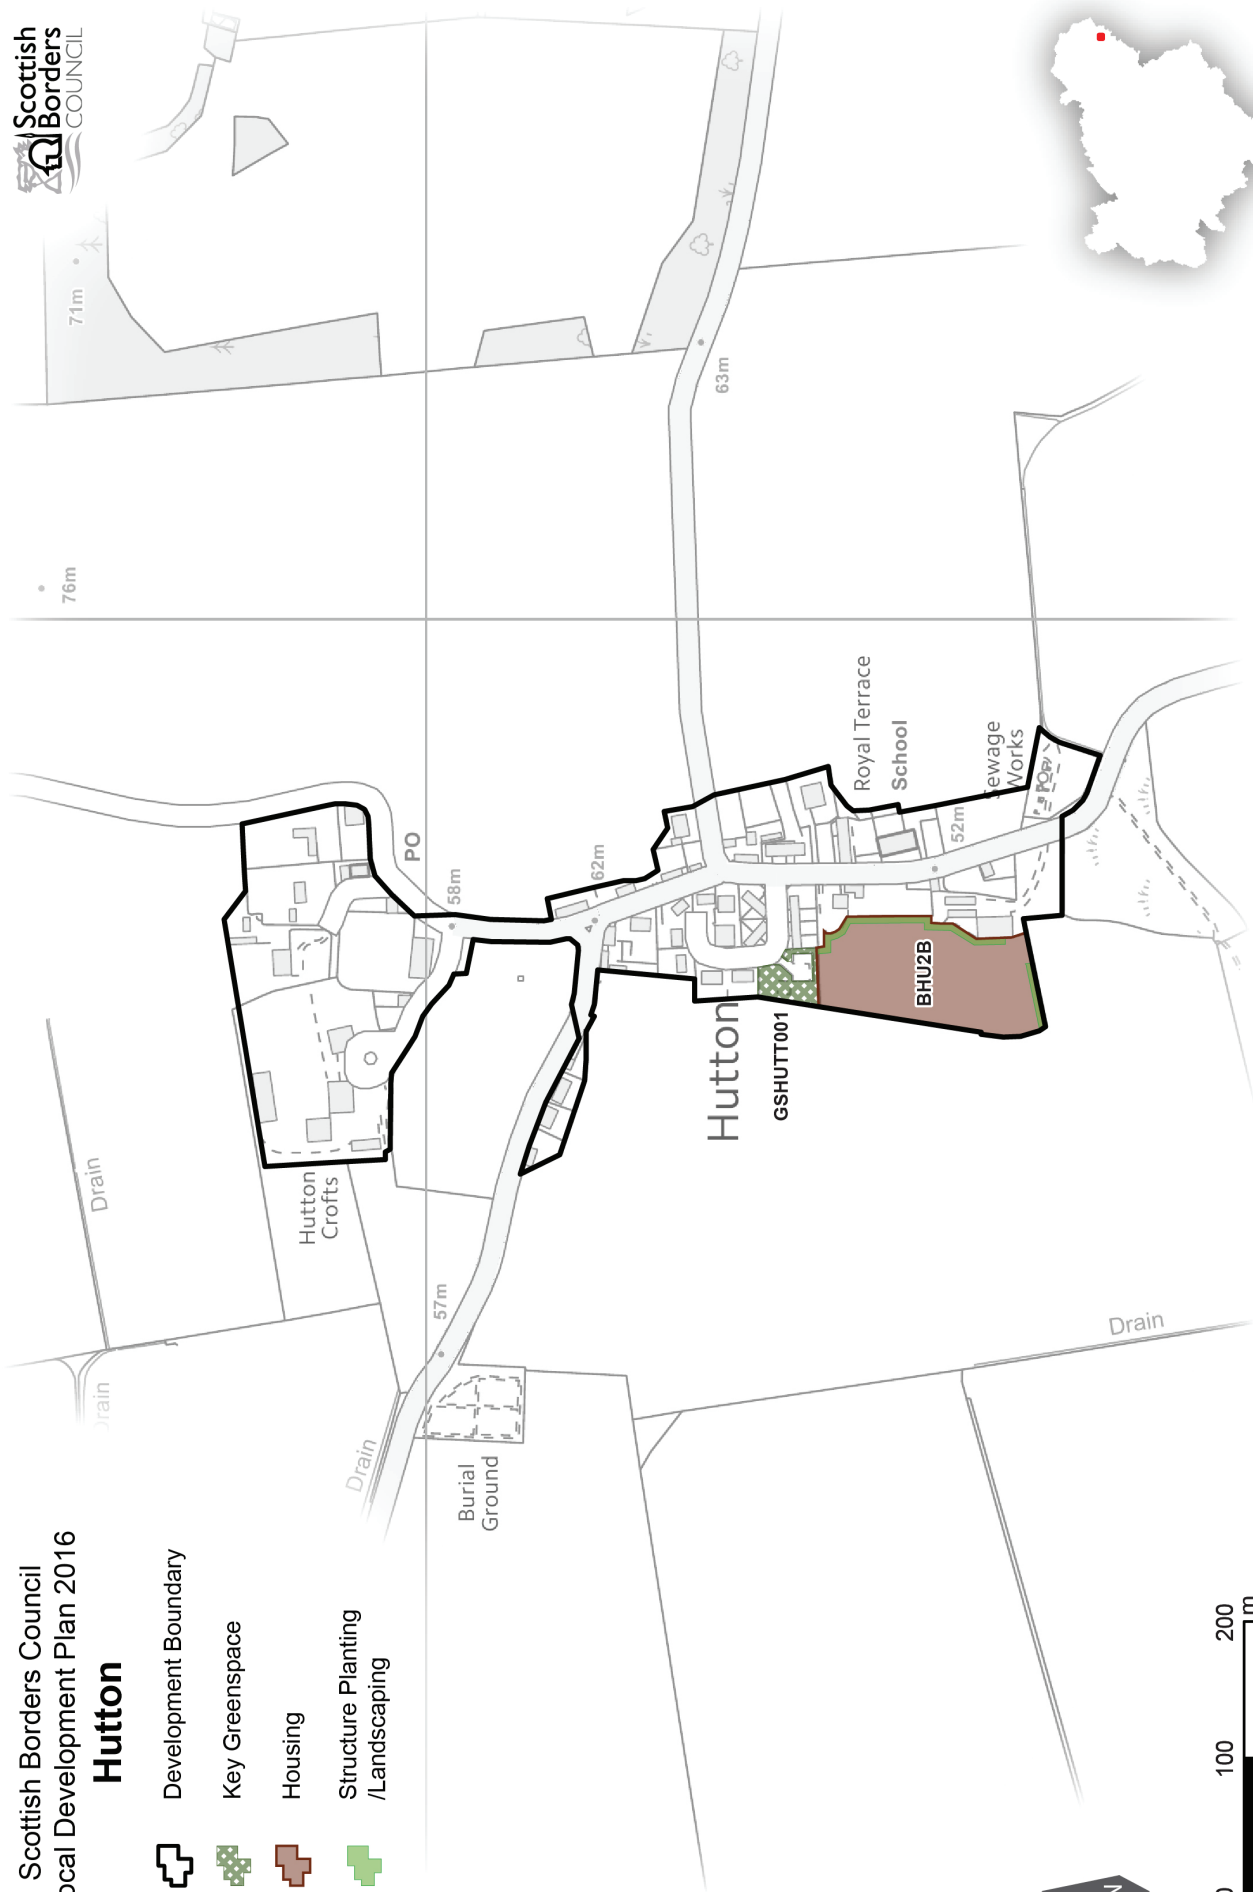 Scottish Borders Council
ocal Development Plan 2016
Hutton
Development Boundary
Key Greenspace
Housing
Structure Planting
/Landscaping
Scottish
Borders
COUNCIL
71m
76m
63m
Drain
Drain
Drain
57m
Hutton
Crofts
PO
58m
62m
Burial
Ground
Hutton
GSHUTT001
BHU2B
Royal Terrace
School
52m
Sewage
Works
Drain
100
200
m
N